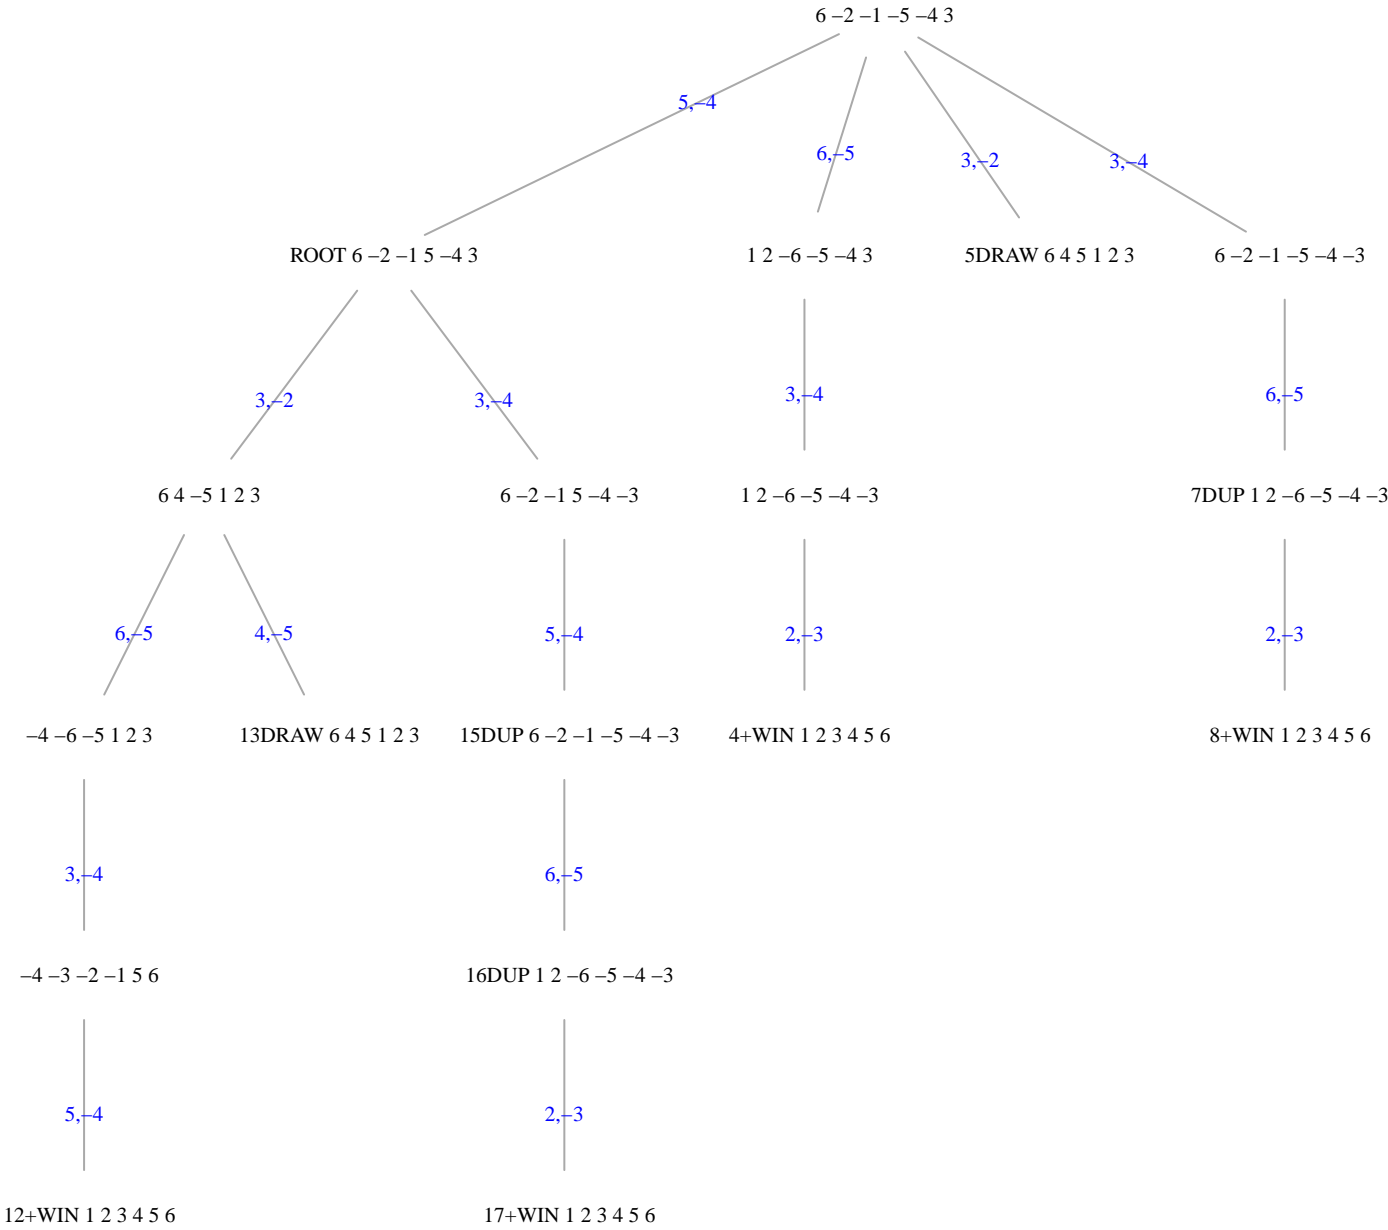 6 –2 –1 –5 –4 3
5,–4
6,–5
3,–2
3,–4
ROOT 6 –2 –1 5 –4 3
1 2 –6 –5 –4 3
5DRAW 6 4 5 1 2 3
6 –2 –1 –5 –4 –3
3,–2
3,–4
3,–4
6,–5
6 4 –5 1 2 3
6 –2 –1 5 –4 –3
1 2 –6 –5 –4 –3
7DUP 1 2 –6 –5 –4 –3
6,–5
4,–5
5,–4
2,–3
2,–3
–4 –6 –5 1 2 3
13DRAW 6 4 5 1 2 3
15DUP 6 –2 –1 –5 –4 –3
4+WIN 1 2 3 4 5 6
8+WIN 1 2 3 4 5 6
3,–4
6,–5
–4 –3 –2 –1 5 6
16DUP 1 2 –6 –5 –4 –3
5,–4
2,–3
12+WIN 1 2 3 4 5 6
17+WIN 1 2 3 4 5 6